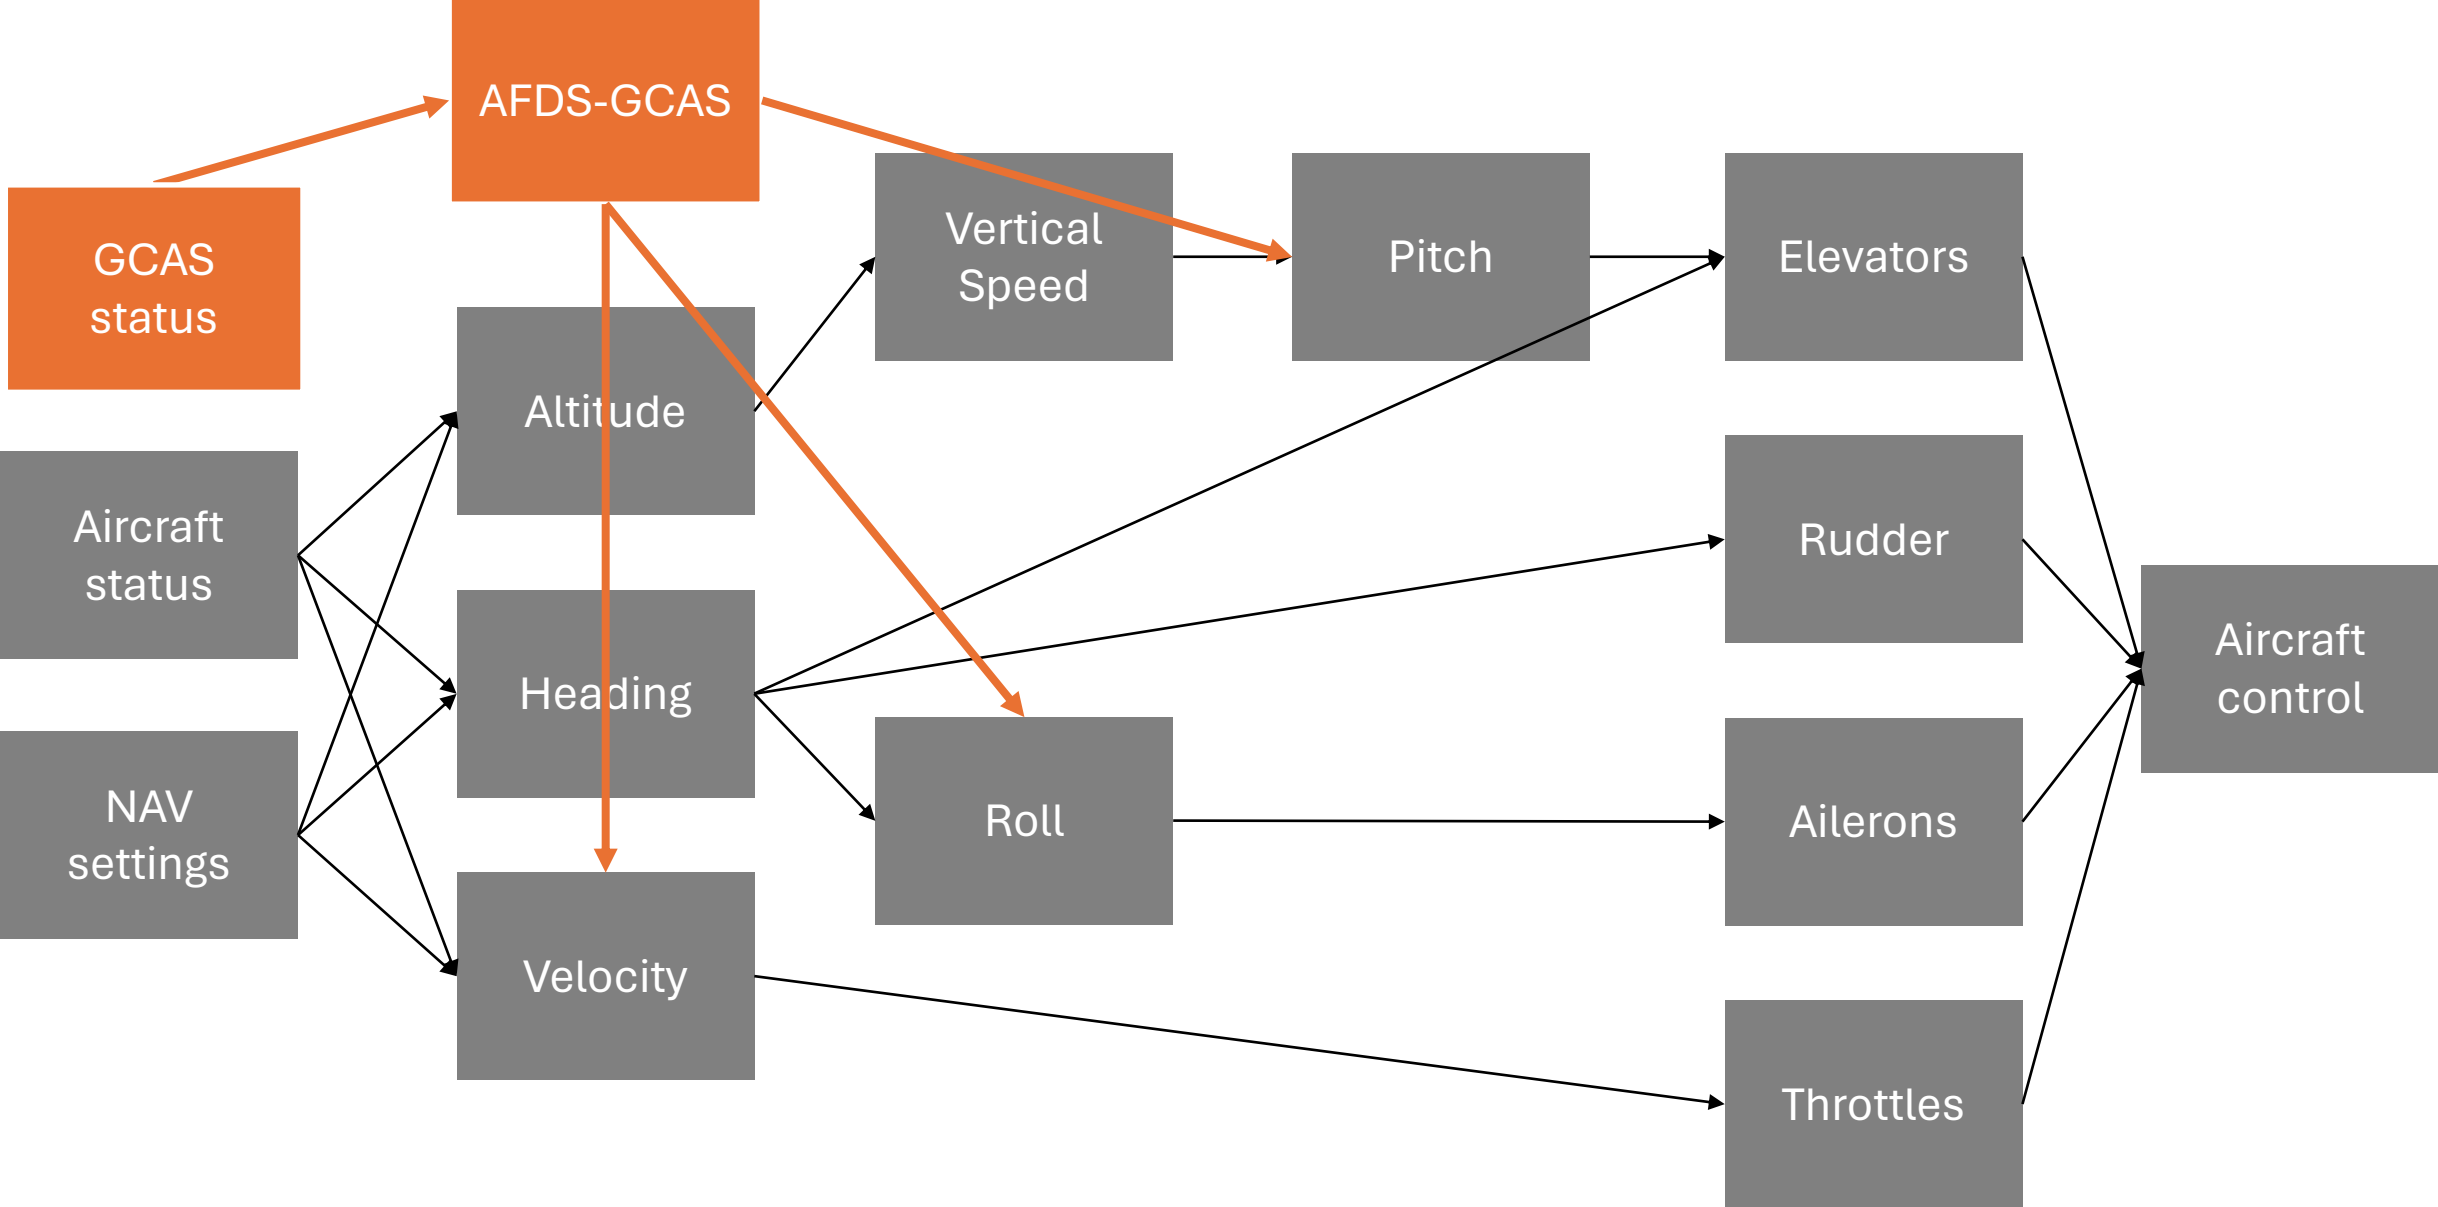 AFDS-GCAS
GCAS
status
Vertical
Speed
Pitch
Elevators
Altitude
Aircraft
status
Rudder
Heading
Aircraft
control
NAV
settings
Roll
Ailerons
Velocity
Throttles